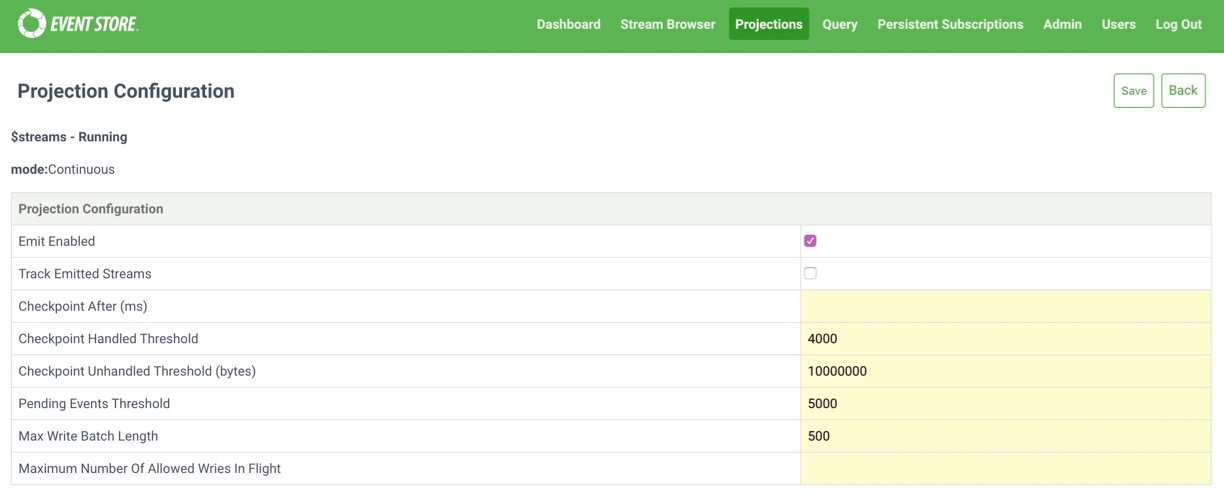 EVENT STORE
Dashboard Stream Browser Projections Query Persistent Subscriptions Admin Users Log Out
Projection Configuration
Save Back
$streams - Running
mode:Continuous
Projection Configuration
Emit Enabled
Track Emitted Streams
Checkpoint After (ms)
Checkpoint Handled Threshold 4000
Checkpoint Unhandled Threshold (bytes) 10000000
Pending Events Threshold 5000
Max Write Batch Length 500
Maximum Number Of Allowed Wries In Flight